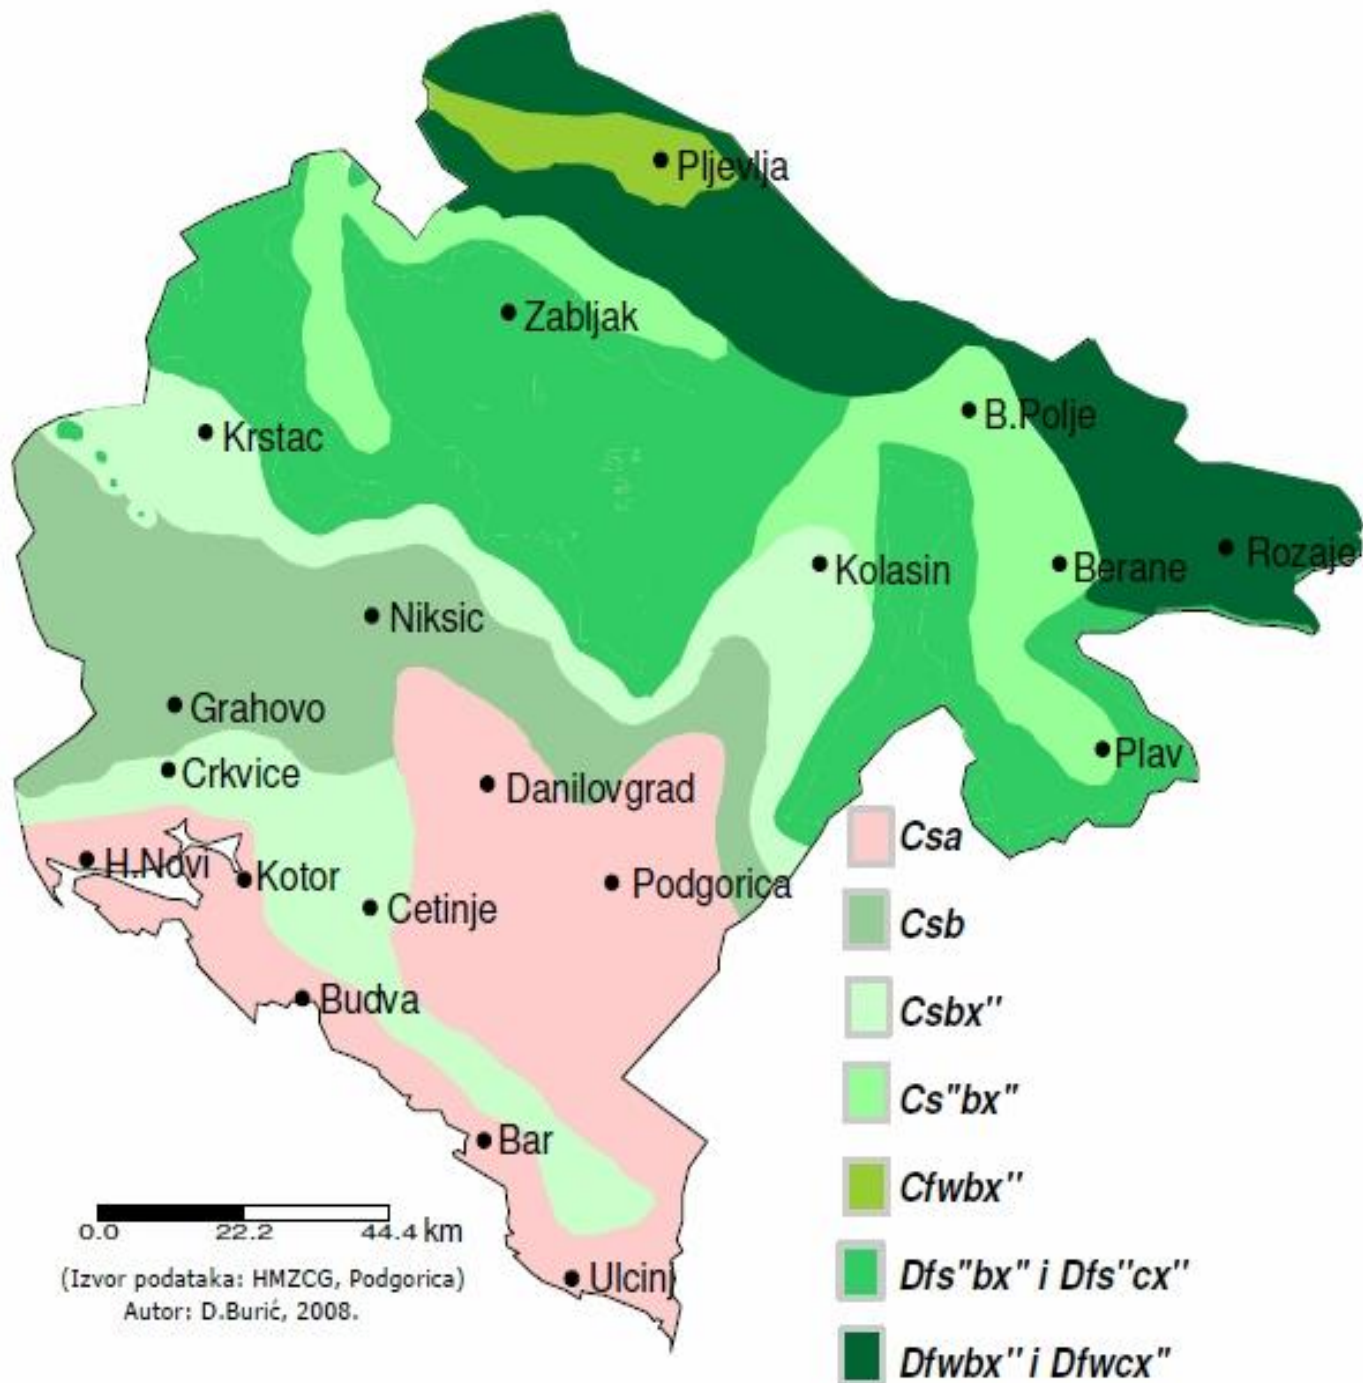 Pljevlja
Zabljak
B.Polje
Krstac
Rozaje
Kolasin
Berane
Niksic
Grahovo
Plav
Crkvice
Danilovgrad
H.Novi
Kotor
Podgorica
Cetinje
Budva
Bar
Ulcinj
Csa
Csb
Csbx''
Cs"bx"
Cfwbx''
Dfs"bx" i Dfs''cx''
Dfwbx'' i Dfwcx"
0.0 22.2 44.4 km
(Izvor podataka: HMZCG, Podgorica)
Autor: D.Burić, 2008.